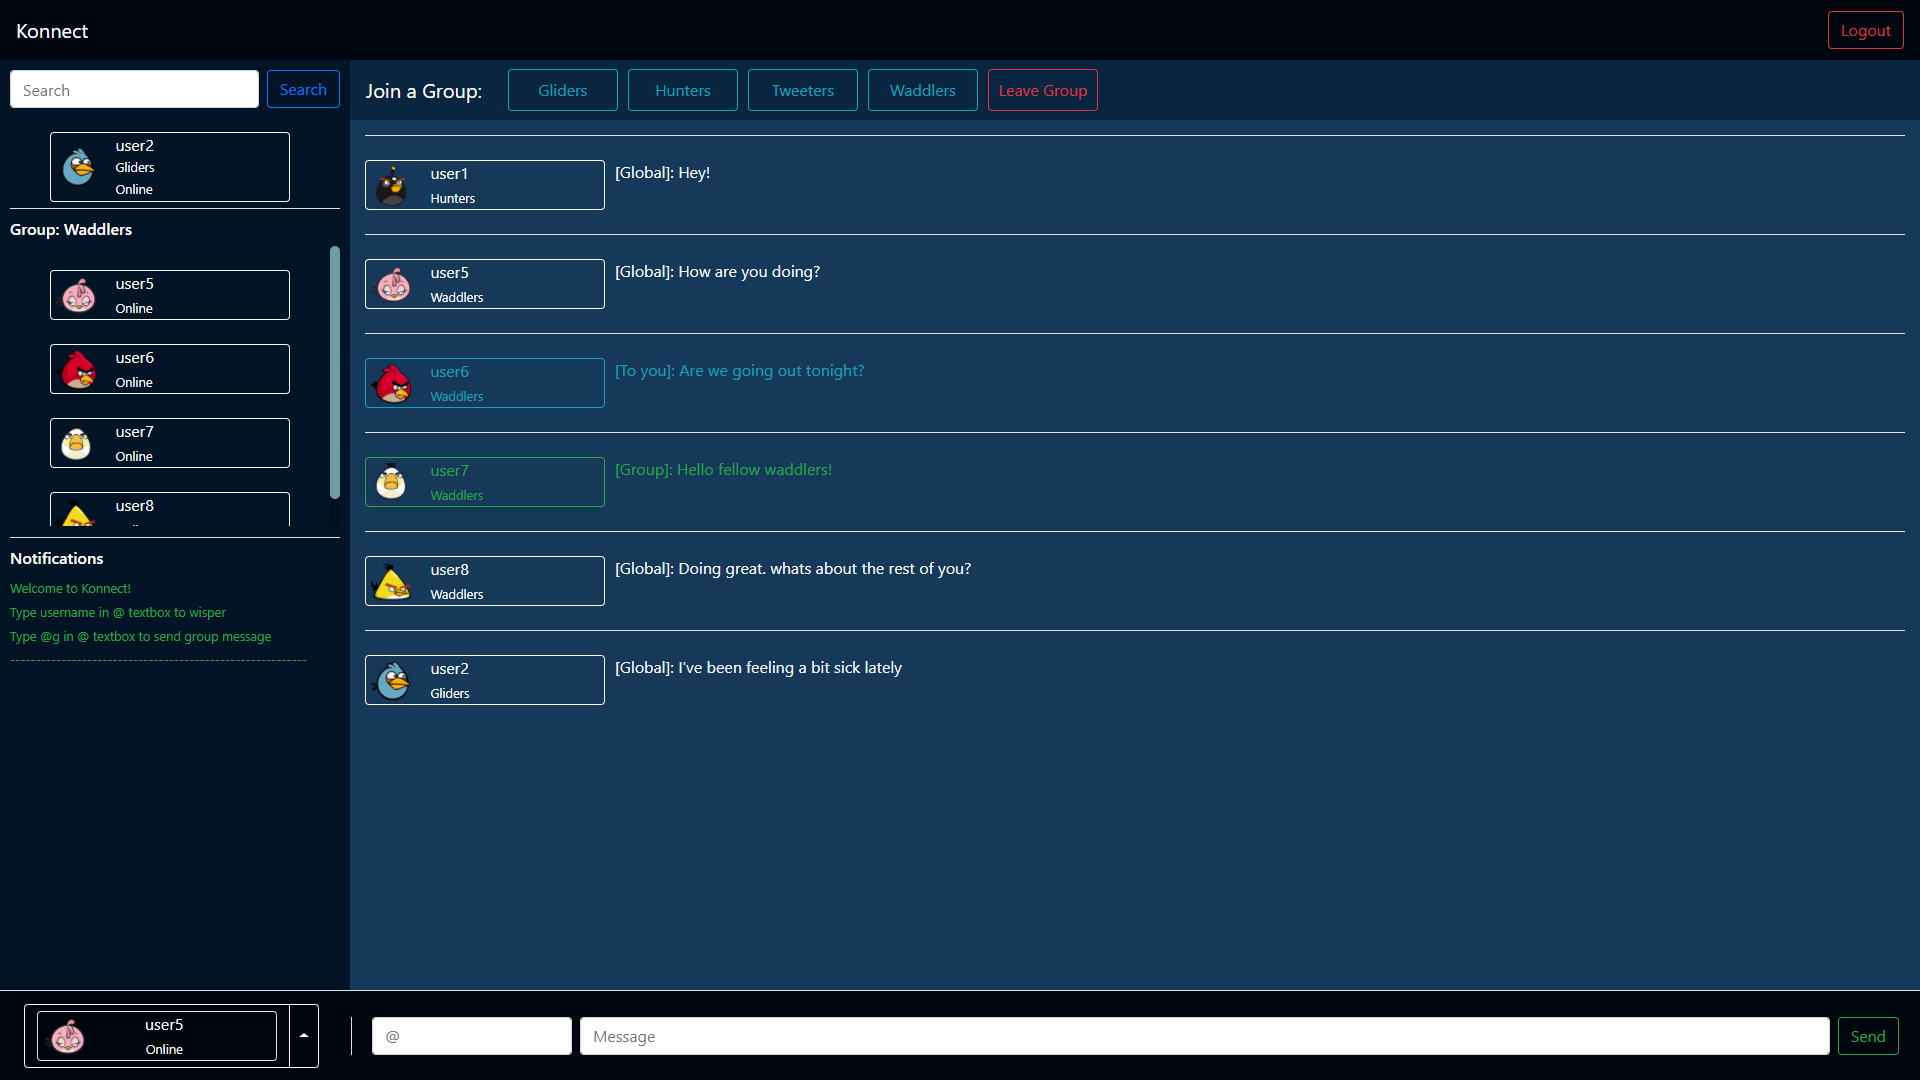 Konnect
Logout
Search
Search
user2
Gliders
Online
Group: Waddlers
user5
Online
user6
Online
user7
Online
user8
Notifications
Welcome to Konnect!
Type username in @ textbox to wisper
Type @g in @ textbox to send group message
------------------------------------------------------------
Join a Group:
Gliders
Hunters
Tweeters
Waddlers
Leave Group
user1
Hunters
[Global]: Hey!
user5
Waddlers
[Global]: How are you doing?
user6
Waddlers
[To you]: Are we going out tonight?
user7
Waddlers
[Group]: Hello fellow waddlers!
user8
Waddlers
[Global]: Doing great. whats about the rest of you?
user2
Gliders
[Global]: I've been feeling a bit sick lately
user5
Online
@
Message
Send